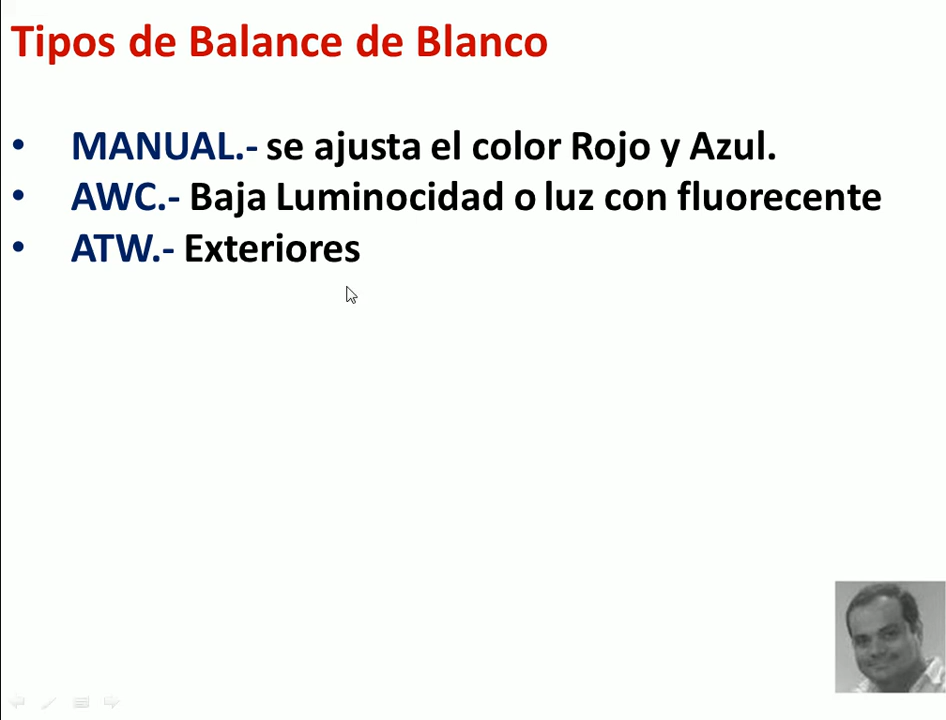 Tipos de Balance de Blanco
• MANUAL.- se ajusta el color Rojo y Azul.
• AWC.- Baja Luminocidad o luz con fluorecente
• ATW.- Exteriores